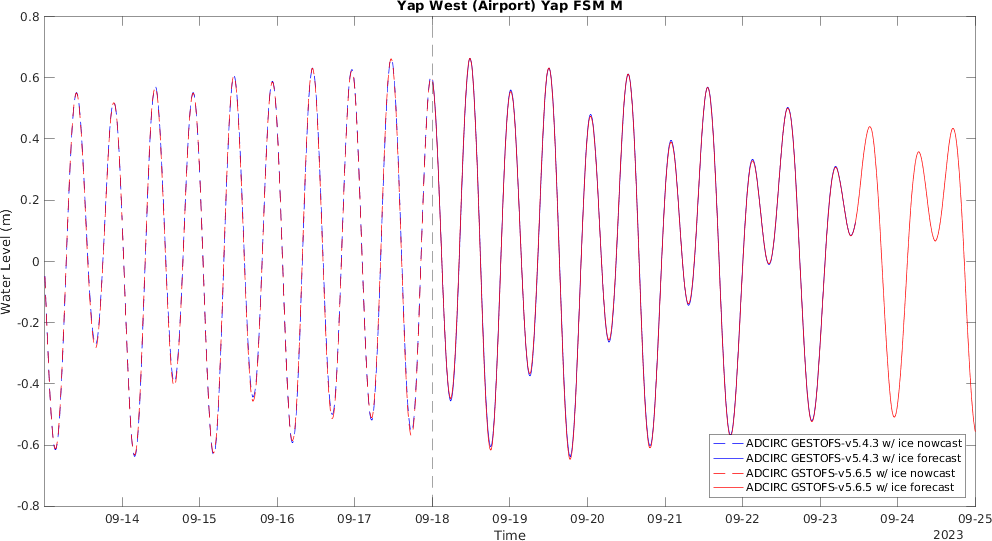 Yap West (Airport) Yap FSM M
0.8
0.6
0.4
0.2
0
-0.2
-0.4
-0.6
-0.8
Water Level (m)
ADCIRC GESTOFS-v5.4.3 w/ ice nowcast
ADCIRC GESTOFS-v5.4.3 w/ ice forecast
ADCIRC GSTOFS-v5.6.5 w/ ice nowcast
ADCIRC GSTOFS-v5.6.5 w/ ice forecast
09-14 09-15 09-16 09-17 09-18 09-19 09-20 09-21 09-22 09-23 09-24 09-25
Time
2023